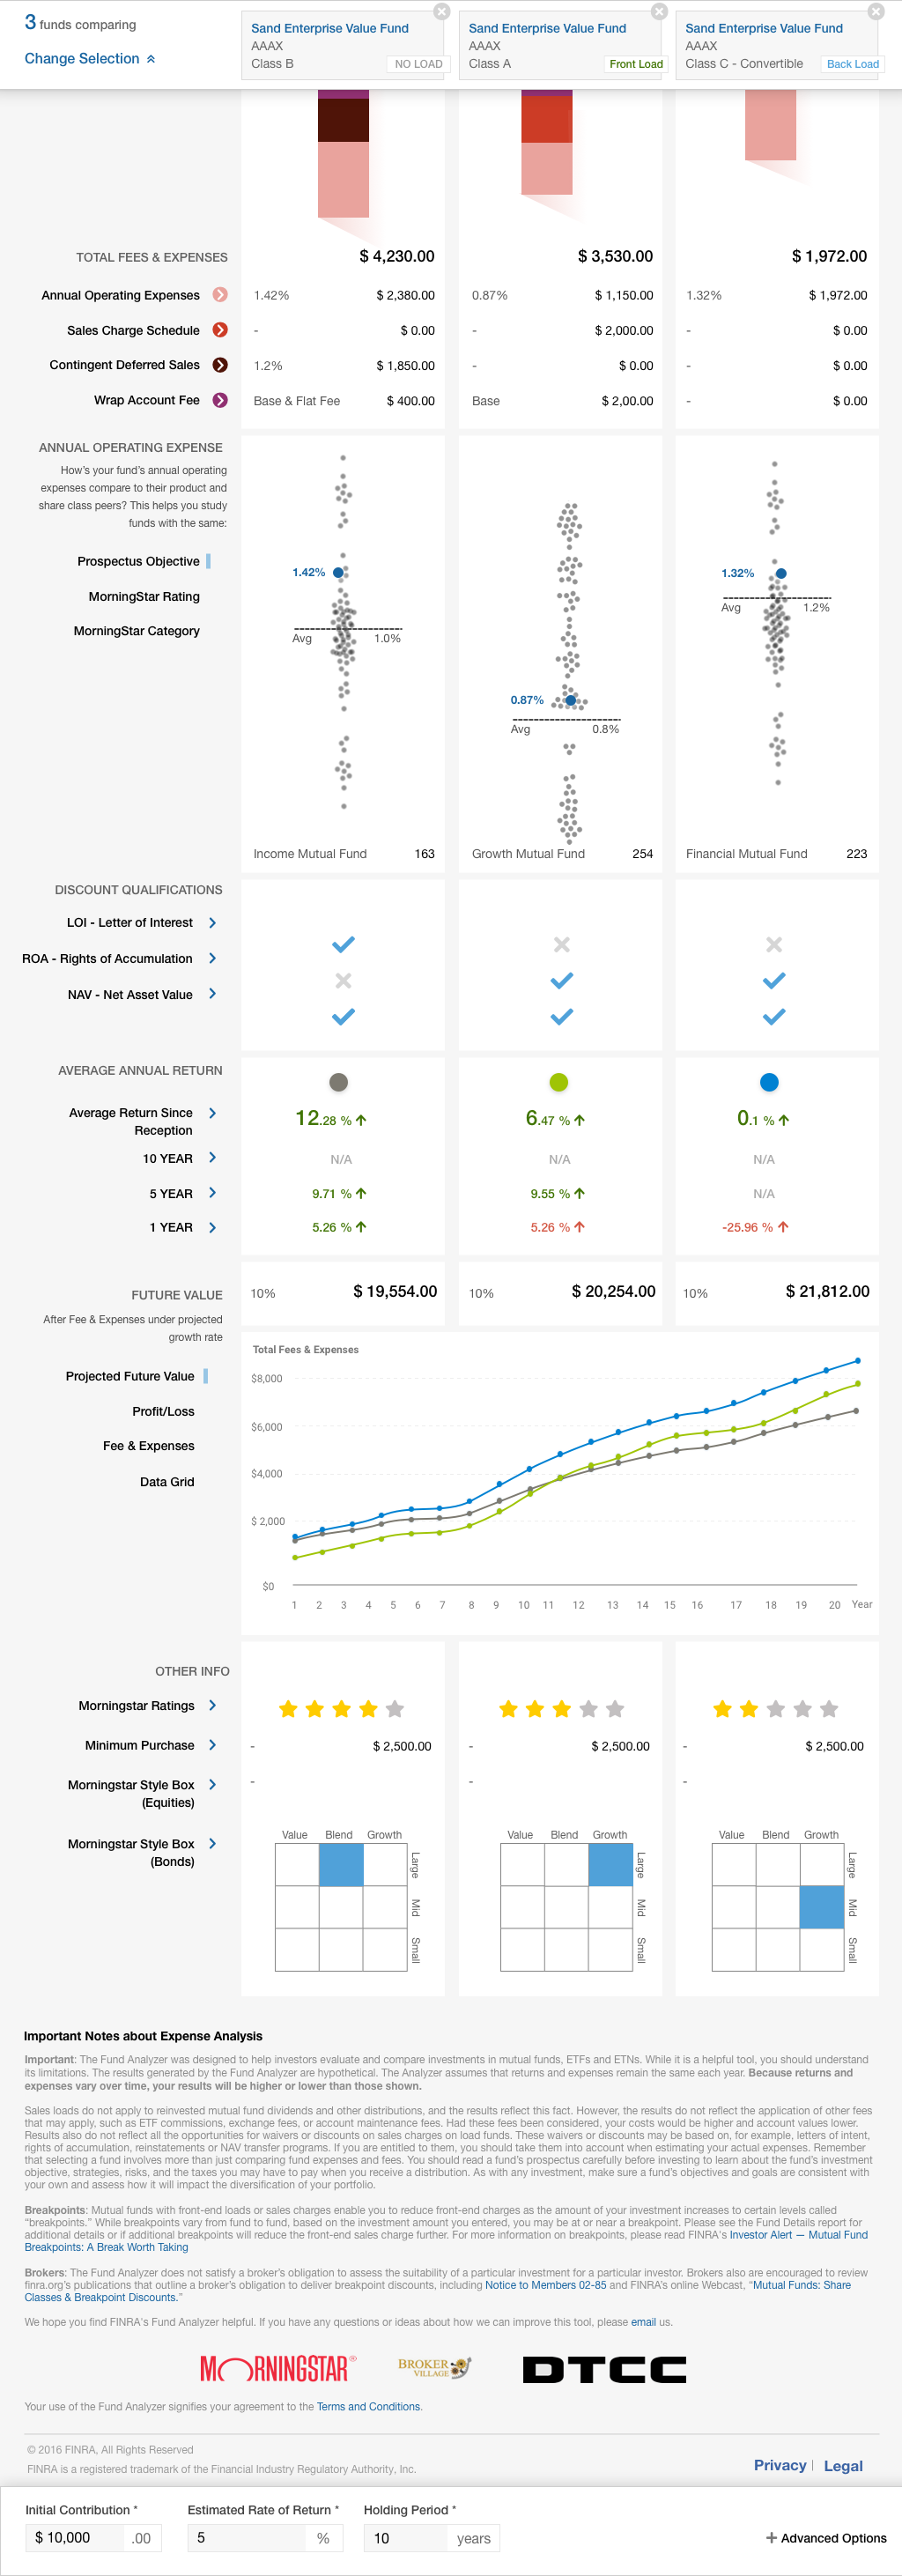 3 funds comparing
Change Selection
Sand Enterprise Value Fund
AAAX
Class B
NO LOAD
Sand Enterprise Value Fund
AAAX
Class A
Front Load
Sand Enterprise Value Fund
AAAX
Class C - Convertible
Back Load
TOTAL FEES & EXPENSES $ 4,230.00 $ 3,530.00 $ 1,972.00
Annual Operating Expenses 1.42% $ 2,380.00 0.87% $ 1,150.00 1.32% $ 1,972.00
Sales Charge Schedule - $ 0.00 - $ 2,000.00 - $ 0.00
Contingent Deferred Sales 1.2% $ 1,850.00 - $ 0.00 - $ 0.00
Wrap Account Fee Base & Flat Fee $ 400.00 Base $ 2,00.00 - $ 0.00
ANNUAL OPERATING EXPENSE
How's your fund's annual operating
expenses compare to their product and
share class peers? This helps you study
funds with the same:
Prospectus Objective
MorningStar Rating
MorningStar Category
1.42%
Avg 1.0%
Income Mutual Fund 163
0.87%
Avg 0.8%
Growth Mutual Fund 254
1.32%
Avg 1.2%
Financial Mutual Fund 223
DISCOUNT QUALIFICATIONS
LOI - Letter of Interest
ROA - Rights of Accumulation
NAV - Net Asset Value
AVERAGE ANNUAL RETURN
Average Return Since
Reception
12.28 % 6.47 % 0.1 %
10 YEAR N/A N/A N/A
5 YEAR 9.71 % 9.55 % N/A
1 YEAR 5.26 % 5.26 % -25.96 %
FUTURE VALUE
After Fee & Expenses under projected
growth rate
10% $ 19,554.00 10% $ 20,254.00 10% $ 21,812.00
Projected Future Value
Profit/Loss
Fee & Expenses
Data Grid
Total Fees & Expenses
$8,000
$6,000
$4,000
$ 2,000
$0
1 2 3 4 5 6 7 8 9 10 11 12 13 14 15 16 17 18 19 20 Year
OTHER INFO
Morningstar Ratings
Minimum Purchase - $ 2,500.00 - $ 2,500.00 - $ 2,500.00
Morningstar Style Box - - -
(Equities)
Morningstar Style Box
(Bonds)
Value Blend Growth
Large
Mid
Small
Value Blend Growth
Large
Mid
Small
Value Blend Growth
Large
Mid
Small
Important Notes about Expense Analysis
Important: The Fund Analyzer was designed to help investors evaluate and compare investments in mutual funds, ETFs and ETNs. While it is a helpful tool, you should understand
its limitations. The results generated by the Fund Analyzer are hypothetical. The Analyzer assumes that returns and expenses remain the same each year. Because returns and
expenses vary over time, your results will be higher or lower than those shown.
Sales loads do not apply to reinvested mutual fund dividends and other distributions, and the results reflect this fact. However, the results do not reflect the application of other fees
that may apply, such as ETF commissions, exchange fees, or account maintenance fees. Had these fees been considered, your costs would be higher and account values lower.
Results also do not reflect all the opportunities for waivers or discounts on sales charges on load funds. These waivers or discounts may be based on, for example, letters of intent,
rights of accumulation, reinstatements or NAV transfer programs. If you are entitled to them, you should take them into account when estimating your actual expenses. Remember
that selecting a fund involves more than just comparing fund expenses and fees. You should read a fund's prospectus carefully before investing to learn about the fund's investment
objective, strategies, risks, and the taxes you may have to pay when you receive a distribution. As with any investment, make sure a fund's objectives and goals are consistent with
your own and assess how it will impact the diversification of your portfolio.
Breakpoints: Mutual funds with front-end loads or sales charges enable you to reduce front-end charges as the amount of your investment increases to certain levels called
"breakpoints." While breakpoints vary from fund to fund, based on the investment amount you entered, you may be at or near a breakpoint. Please see the Fund Details report for
additional details or if additional breakpoints will reduce the front-end sales charge further. For more information on breakpoints, please read FINRA's Investor Alert — Mutual Fund
Breakpoints: A Break Worth Taking
Brokers: The Fund Analyzer does not satisfy a broker's obligation to assess the suitability of a particular investment for a particular investor. Brokers also are encouraged to review
finra.org's publications that outline a broker's obligation to deliver breakpoint discounts, including Notice to Members 02-85 and FINRA's online Webcast, "Mutual Funds: Share
Classes & Breakpoint Discounts."
We hope you find FINRA's Fund Analyzer helpful. If you have any questions or ideas about how we can improve this tool, please email us.
MORNINGSTAR®
BROKER
VILLAGE
DTCC
Your use of the Fund Analyzer signifies your agreement to the Terms and Conditions.
© 2016 FINRA, All Rights Reserved
FINRA is a registered trademark of the Financial Industry Regulatory Authority, Inc.
Privacy | Legal
Initial Contribution * Estimated Rate of Return * Holding Period *
$ 10,000 .00 5 % 10 years
+ Advanced Options